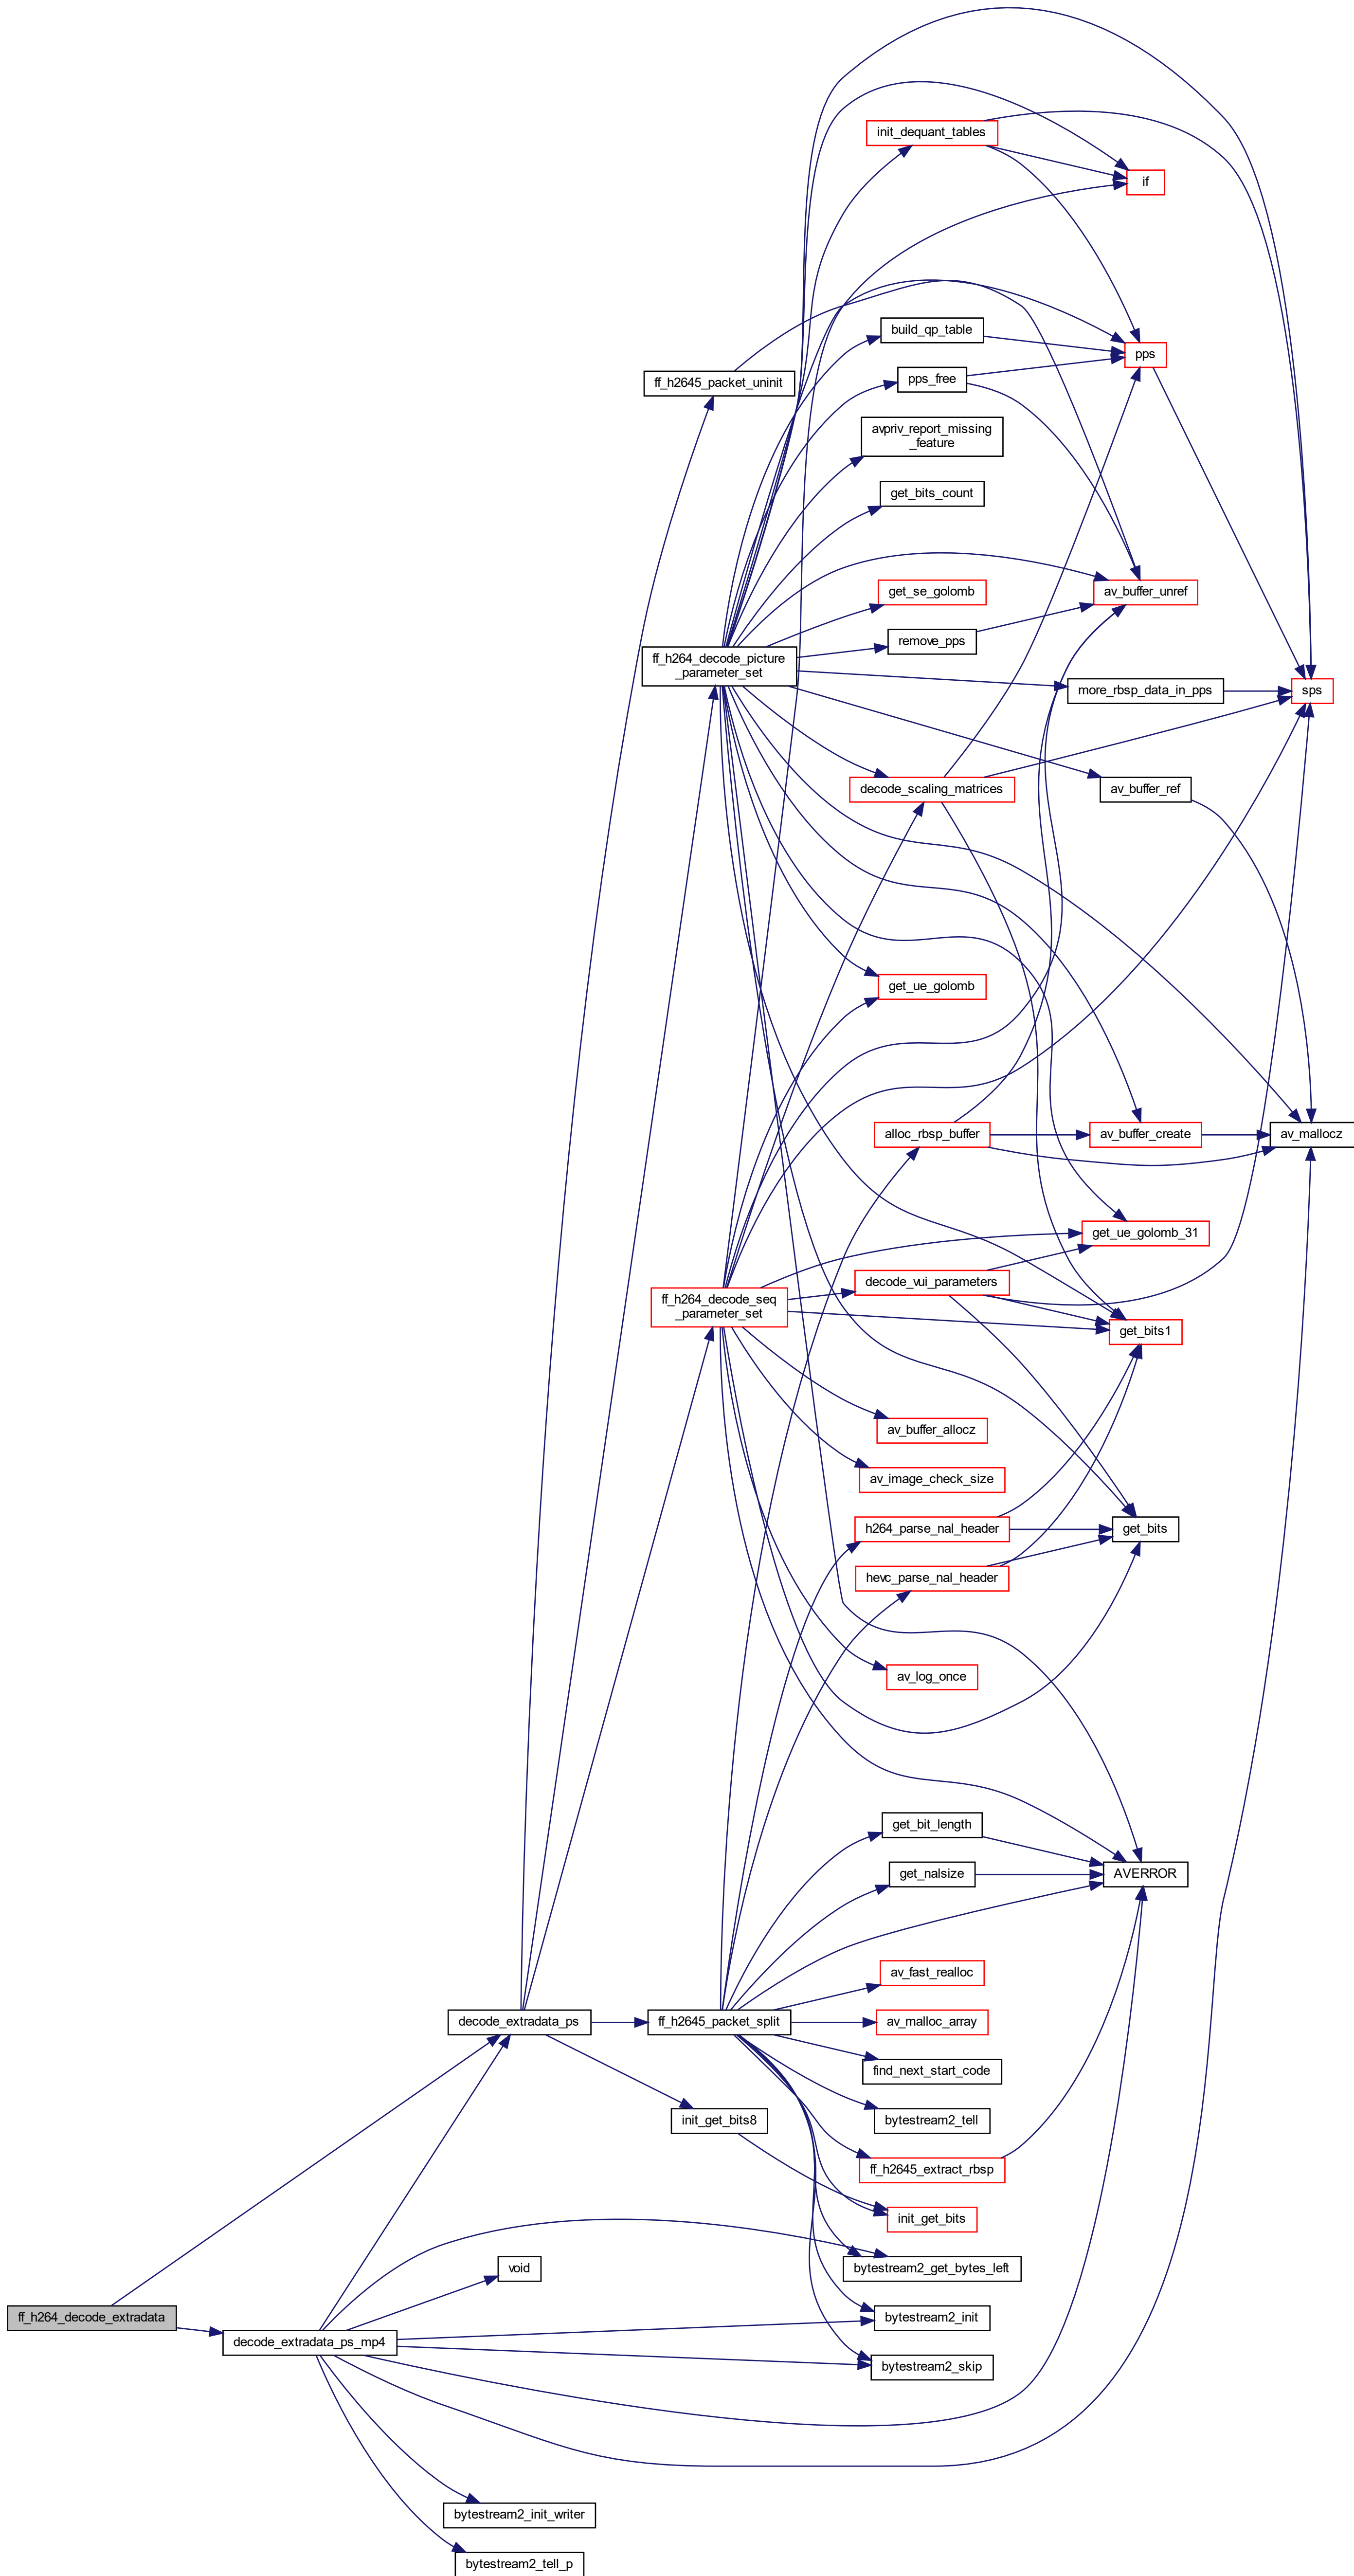 init_dequant_tables
if
build_qp_table
pps
ff_h2645_packet_uninit
pps_free
avpriv_report_missing
_feature
get_bits_count
get_se_golomb
av_buffer_unref
remove_pps
ff_h264_decode_picture
_parameter_set
more_rbsp_data_in_pps
sps
decode_scaling_matrices
av_buffer_ref
get_ue_golomb
alloc_rbsp_buffer
av_buffer_create
av_mallocz
get_ue_golomb_31
decode_vui_parameters
ff_h264_decode_seq
_parameter_set
get_bits1
av_buffer_allocz
av_image_check_size
h264_parse_nal_header
get_bits
hevc_parse_nal_header
av_log_once
get_bit_length
get_nalsize
AVERROR
av_fast_realloc
decode_extradata_ps
ff_h2645_packet_split
av_malloc_array
find_next_start_code
init_get_bits8
bytestream2_tell
ff_h2645_extract_rbsp
init_get_bits
void
bytestream2_get_bytes_left
ff_h264_decode_extradata
bytestream2_init
decode_extradata_ps_mp4
bytestream2_skip
bytestream2_init_writer
bytestream2_tell_p